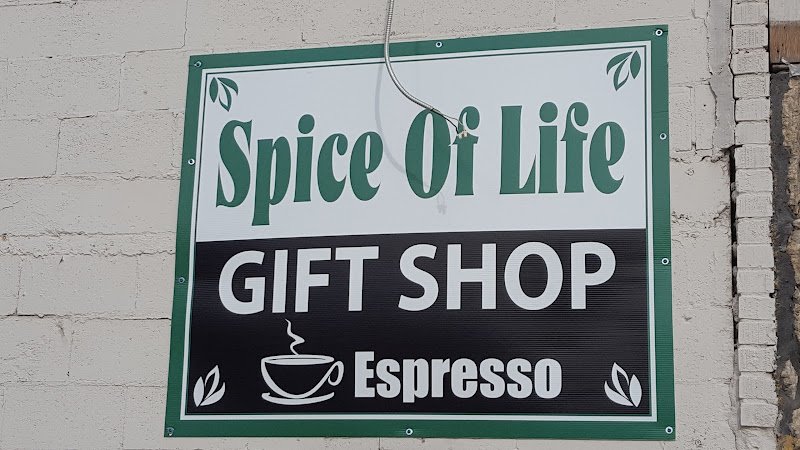 Spice Of Life
GIFT SHOP
Espresso